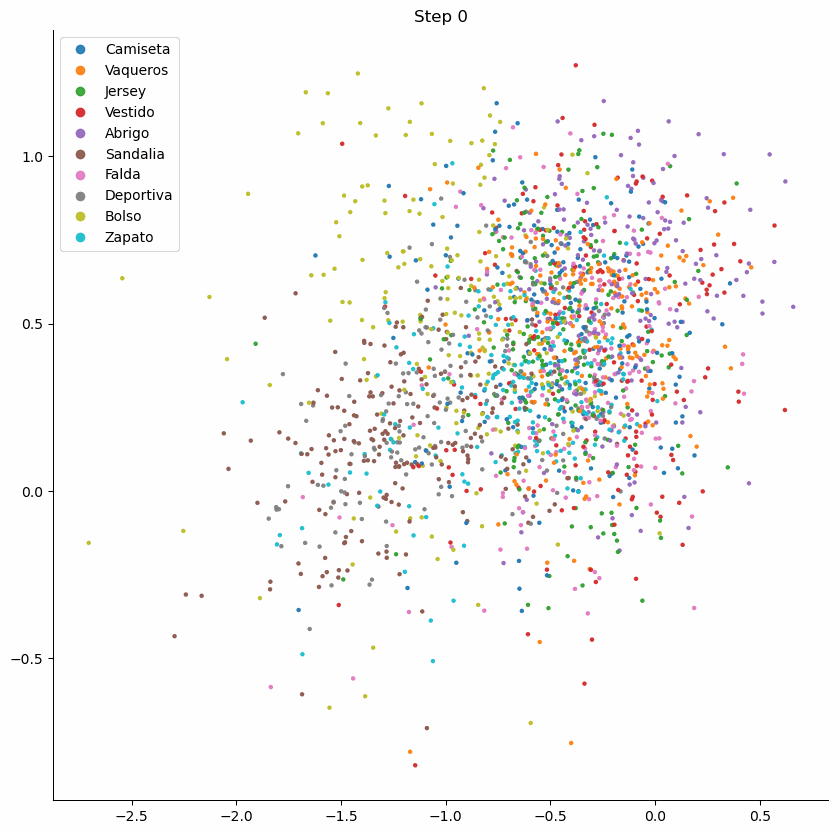 Step 0
Camiseta
Vaqueros
Jersey
Vestido
Abrigo
Sandalia
Falda
Deportiva
Bolso
Zapato
1.0
0.5
0.0
−0.5
−2.5 −2.0 −1.5 −1.0 −0.5 0.0 0.5